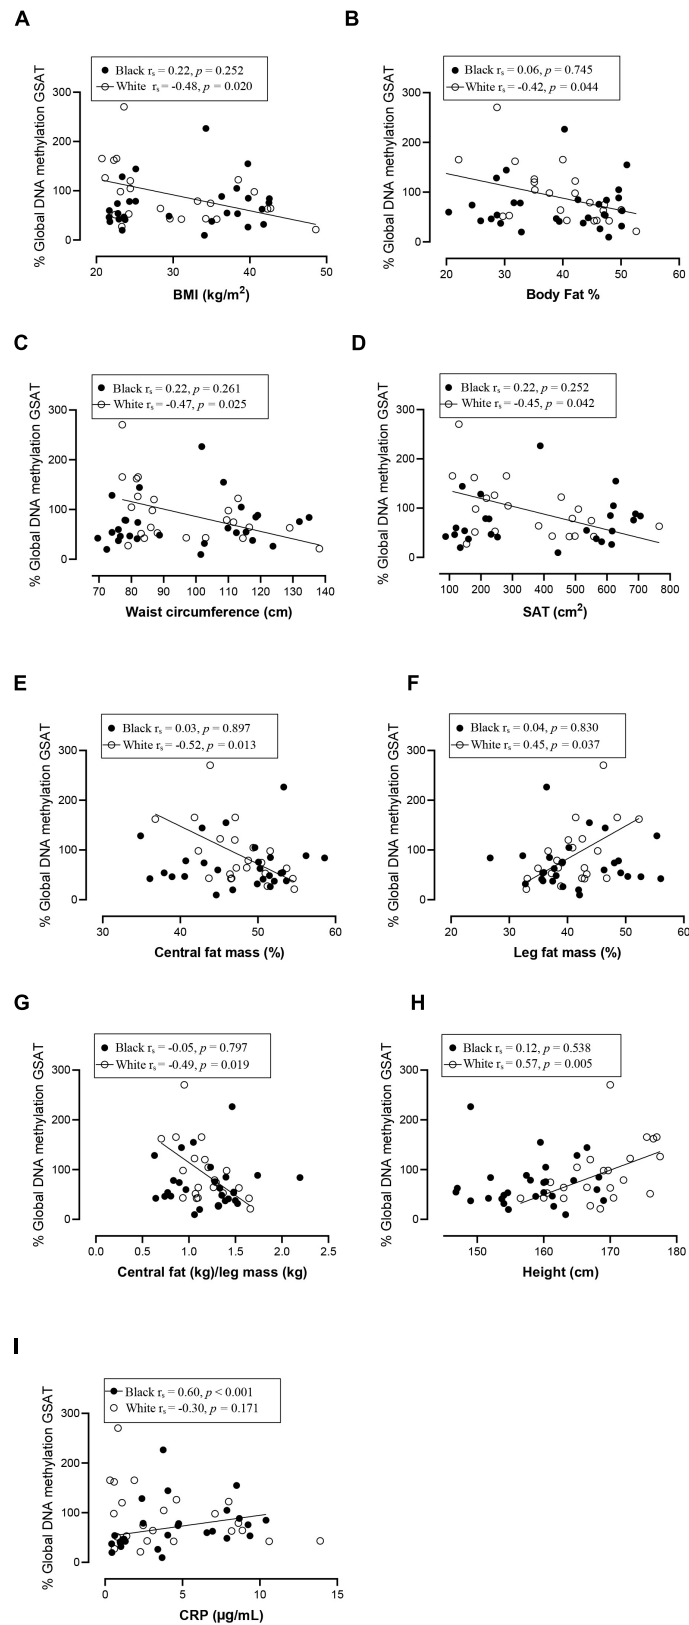 A
Black rs = 0.22, p = 0.252
White rs = -0.48, p = 0.020
% Global DNA methylation GSAT
300
200
100
0
20 30 40 50
BMI (kg/m²)
B
Black rs = 0.06, p = 0.745
White rs = -0.42, p = 0.044
% Global DNA methylation GSAT
300
200
100
0
20 30 40 50 60
Body Fat %
C
Black rs = 0.22, p = 0.261
White rs = -0.47, p = 0.025
% Global DNA methylation GSAT
300
200
100
0
70 80 90 100 110 120 130 140
Waist circumference (cm)
D
Black rs = 0.22, p = 0.252
White rs = -0.45, p = 0.042
% Global DNA methylation GSAT
300
200
100
0
100 200 300 400 500 600 700 800
SAT (cm²)
E
Black rs = 0.03, p = 0.897
White rs = -0.52, p = 0.013
% Global DNA methylation GSAT
300
200
100
0
30 40 50 60
Central fat mass (%)
F
Black rs = 0.04, p = 0.830
White rs = 0.45, p = 0.037
% Global DNA methylation GSAT
300
200
100
0
20 30 40 50 60
Leg fat mass (%)
G
Black rs = -0.05, p = 0.797
White rs = -0.49, p = 0.019
% Global DNA methylation GSAT
300
200
100
0
0.0 0.5 1.0 1.5 2.0 2.5
Central fat (kg)/leg mass (kg)
H
Black rs = 0.12, p = 0.538
White rs = 0.57, p = 0.005
% Global DNA methylation GSAT
300
200
100
0
150 160 170 180
Height (cm)
I
Black rs = 0.60, p < 0.001
White rs = -0.30, p = 0.171
% Global DNA methylation GSAT
300
200
100
0
0 5 10 15
CRP (µg/mL)